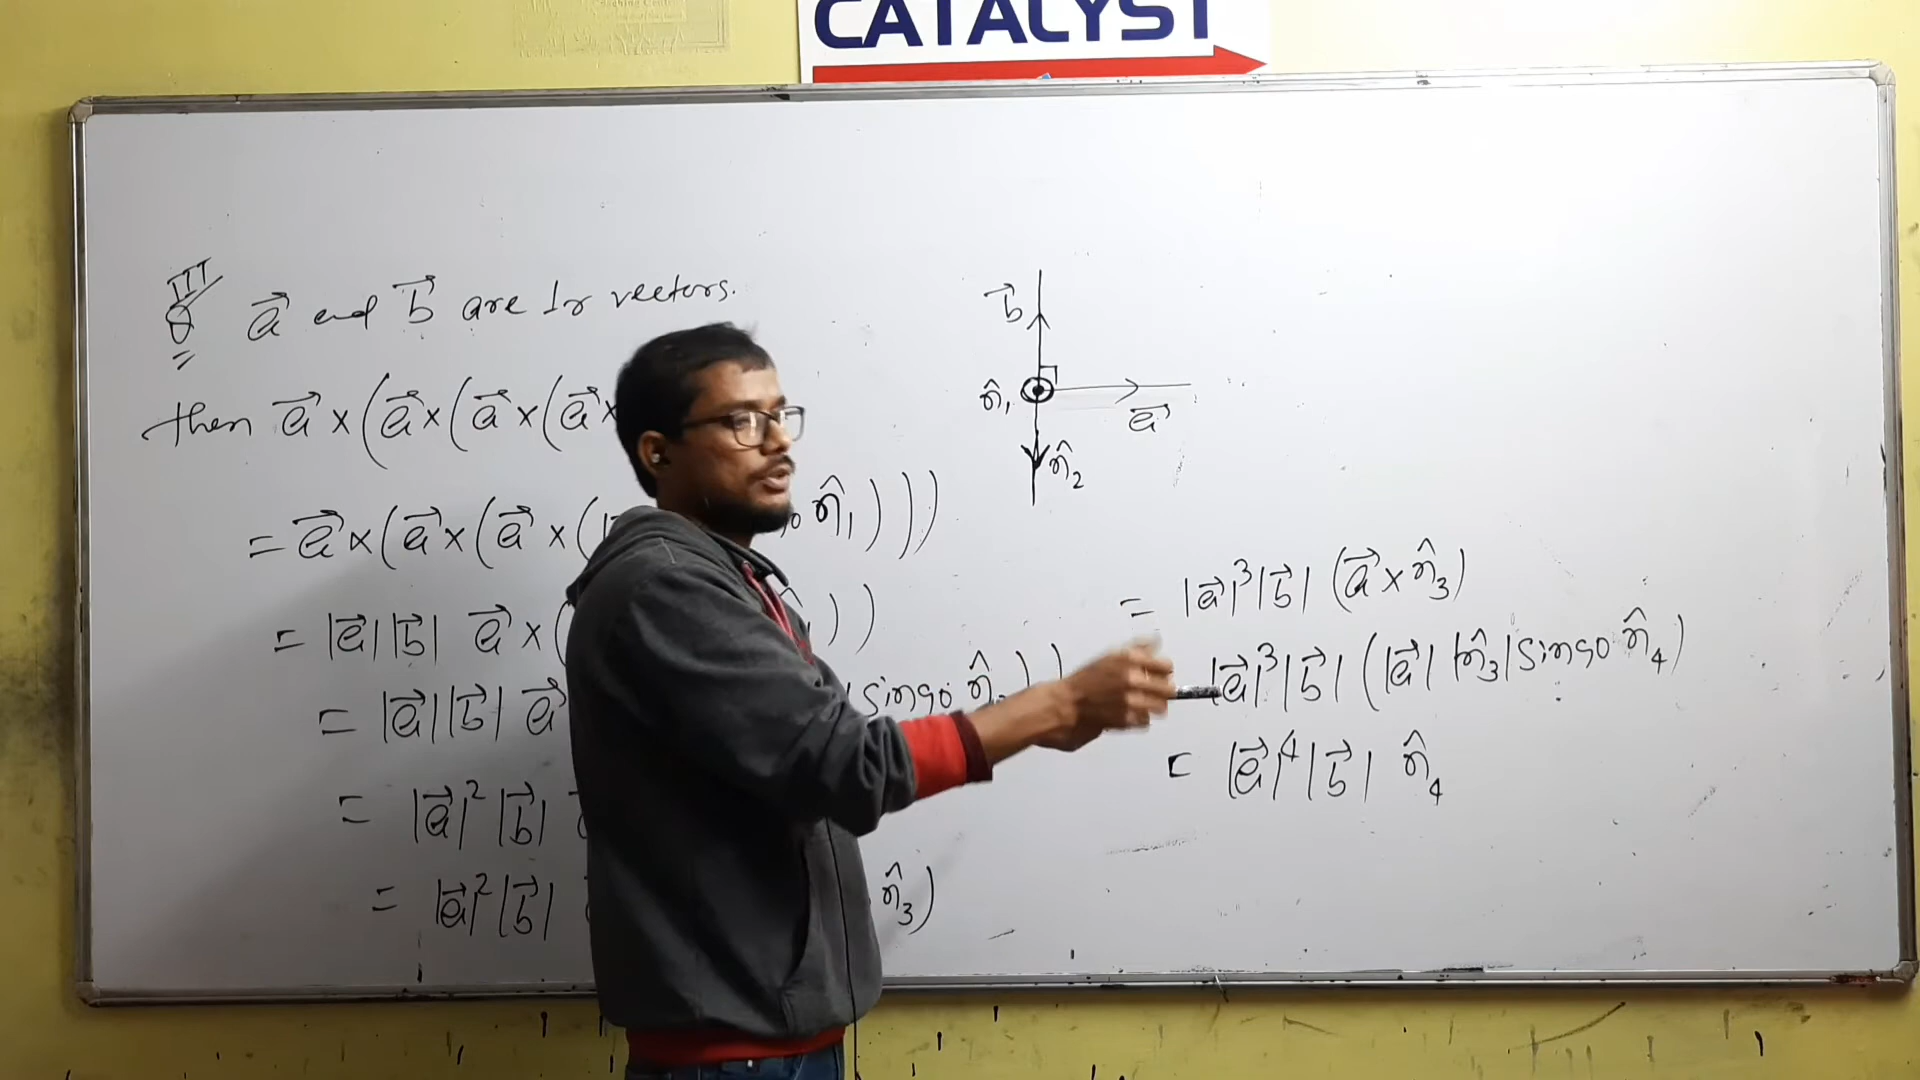 CATALYST
IIT
Q a⃗ and b⃗ are ⊥r vectors.
then a⃗ × (a⃗ × (a⃗ × (a⃗ ×
= a⃗ × (a⃗ × (a⃗ × ( n̂₁ ) ) )
= |a⃗| |b⃗| a⃗ × ( ) )
= |a⃗| |b⃗| a⃗ sin90 n̂ ) )
= |a⃗|² |b⃗|
= |a⃗|² |b⃗| n̂₃ )
b⃗
n̂₁
a⃗
n̂₂
= |a⃗|³ |b⃗| (a⃗ × n̂₃)
|a⃗|³ |b⃗| (|a⃗| |n̂₃| sin90 n̂₄)
= |a⃗|⁴ |b⃗| n̂₄